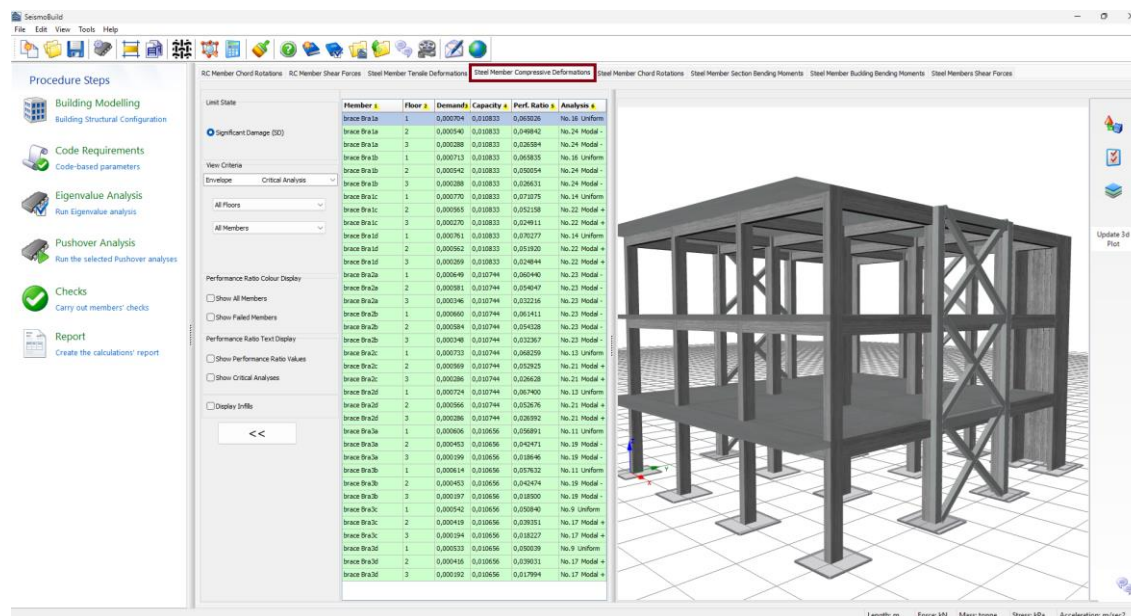 SeismoBuild
File Edit View Tools Help
Procedure Steps
Building Modelling
Building Structural Configuration
Code Requirements
Code-based parameters
Eigenvalue Analysis
Run Eigenvalue analysis
Pushover Analysis
Run the selected Pushover analyses
Checks
Carry out members' checks
Report
Create the calculations' report
RC Member Chord Rotations RC Member Shear Forces Steel Member Tensile Deformations Steel Member Compressive Deformations Steel Member Chord Rotations Steel Member Section Bending Moments Steel Member Buckling Bending Moments Steel Members Shear Forces
Limit State
Significant Damage (SD)
View Criteria
Envelope Critical Analysis
All Floors
All Members
Performance Ratio Colour Display
Show All Members
Show Failed Members
Performance Ratio Text Display
Show Performance Ratio Values
Show Critical Analyses
Display Infills
<<
Member 1 Floor 2 Demand 3 Capacity 4 Perf. Ratio 5 Analysis 6
brace Bra1a 1 0,000704 0,010833 0,065026 No.16 Uniform
brace Bra1a 2 0,000540 0,010833 0,049842 No.24 Modal -
brace Bra1a 3 0,000288 0,010833 0,026584 No.24 Modal -
brace Bra1b 1 0,000713 0,010833 0,065835 No.16 Uniform
brace Bra1b 2 0,000542 0,010833 0,050054 No.24 Modal -
brace Bra1b 3 0,000288 0,010833 0,026631 No.24 Modal -
brace Bra1c 1 0,000770 0,010833 0,071075 No.14 Uniform
brace Bra1c 2 0,000565 0,010833 0,052158 No.22 Modal +
brace Bra1c 3 0,000270 0,010833 0,024911 No.22 Modal +
brace Bra1d 1 0,000761 0,010833 0,070277 No.14 Uniform
brace Bra1d 2 0,000562 0,010833 0,051920 No.22 Modal +
brace Bra1d 3 0,000269 0,010833 0,024844 No.22 Modal +
brace Bra2a 1 0,000649 0,010744 0,060440 No.23 Modal -
brace Bra2a 2 0,000581 0,010744 0,054047 No.23 Modal -
brace Bra2a 3 0,000346 0,010744 0,032216 No.23 Modal -
brace Bra2b 1 0,000660 0,010744 0,061411 No.23 Modal -
brace Bra2b 2 0,000584 0,010744 0,054328 No.23 Modal -
brace Bra2b 3 0,000348 0,010744 0,032367 No.23 Modal -
brace Bra2c 1 0,000733 0,010744 0,068259 No.13 Uniform
brace Bra2c 2 0,000569 0,010744 0,052925 No.21 Modal +
brace Bra2c 3 0,000286 0,010744 0,026628 No.21 Modal +
brace Bra2d 1 0,000724 0,010744 0,067400 No.13 Uniform
brace Bra2d 2 0,000566 0,010744 0,052676 No.21 Modal +
brace Bra2d 3 0,000286 0,010744 0,026592 No.21 Modal +
brace Bra3a 1 0,000606 0,010656 0,056891 No.11 Uniform
brace Bra3a 2 0,000453 0,010656 0,042471 No.19 Modal -
brace Bra3a 3 0,000199 0,010656 0,018646 No.19 Modal -
brace Bra3b 1 0,000614 0,010656 0,057632 No.11 Uniform
brace Bra3b 2 0,000453 0,010656 0,042474 No.19 Modal -
brace Bra3b 3 0,000197 0,010656 0,018500 No.19 Modal -
brace Bra3c 1 0,000542 0,010656 0,050840 No.9 Uniform
brace Bra3c 2 0,000419 0,010656 0,039351 No.17 Modal +
brace Bra3c 3 0,000194 0,010656 0,018227 No.17 Modal +
brace Bra3d 1 0,000533 0,010656 0,050039 No.9 Uniform
brace Bra3d 2 0,000416 0,010656 0,039031 No.17 Modal +
brace Bra3d 3 0,000192 0,010656 0,017994 No.17 Modal +
Y
X
Update 3d
Plot
Length: m Force: kN Mass: tonne Stress: kPa Acceleration: m/sec2